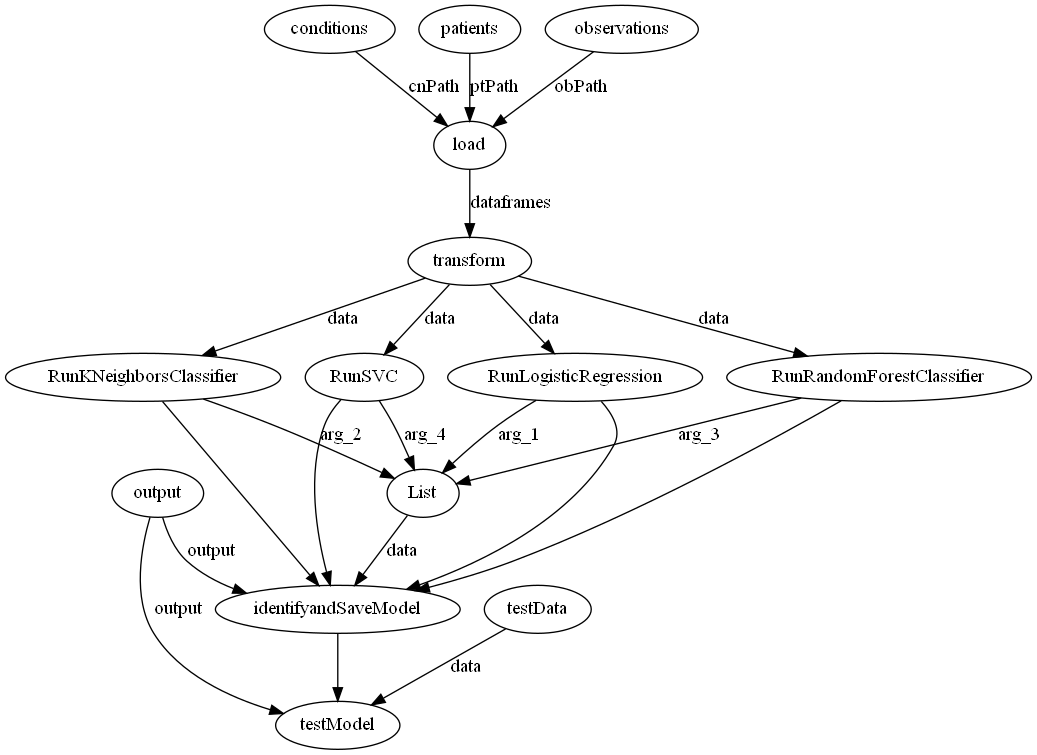 conditions
patients
observations
cnPath
ptPath
obPath
load
dataframes
transform
data
data
data
data
RunKNeighborsClassifier
RunSVC
RunLogisticRegression
RunRandomForestClassifier
arg_2
arg_4
arg_1
arg_3
output
List
output
data
output
identifyandSaveModel
testData
data
testModel